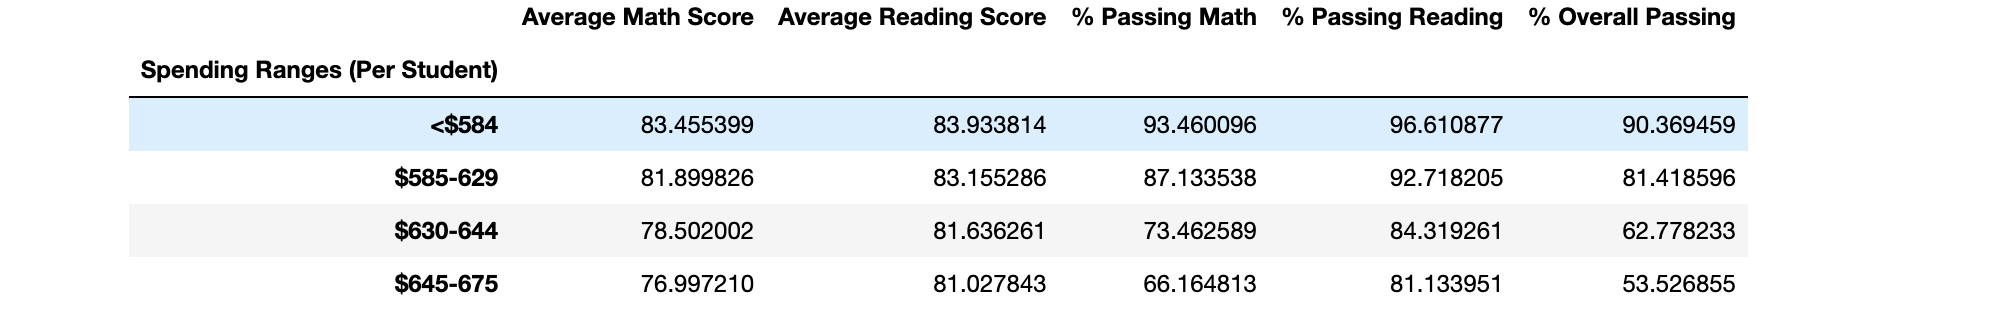 Average Math Score Average Reading Score % Passing Math % Passing Reading % Overall Passing
Spending Ranges (Per Student)
<$584 83.455399 83.933814 93.460096 96.610877 90.369459
$585-629 81.899826 83.155286 87.133538 92.718205 81.418596
$630-644 78.502002 81.636261 73.462589 84.319261 62.778233
$645-675 76.997210 81.027843 66.164813 81.133951 53.526855